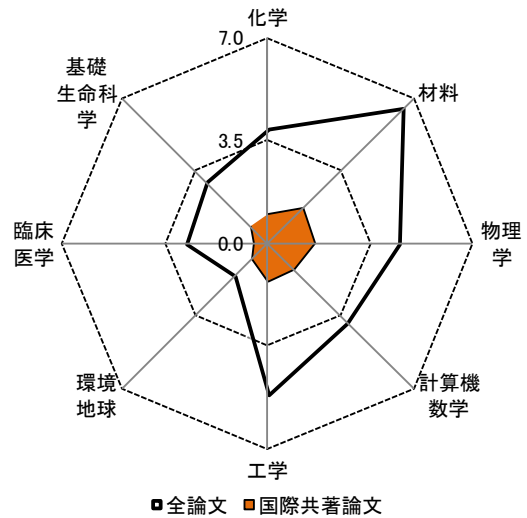 化学
7.0
基礎
生命科
学
材料
3.5
臨床
医学
0.0
物理
学
環境
地球
計算機
数学
工学
全論文 国際共著論文